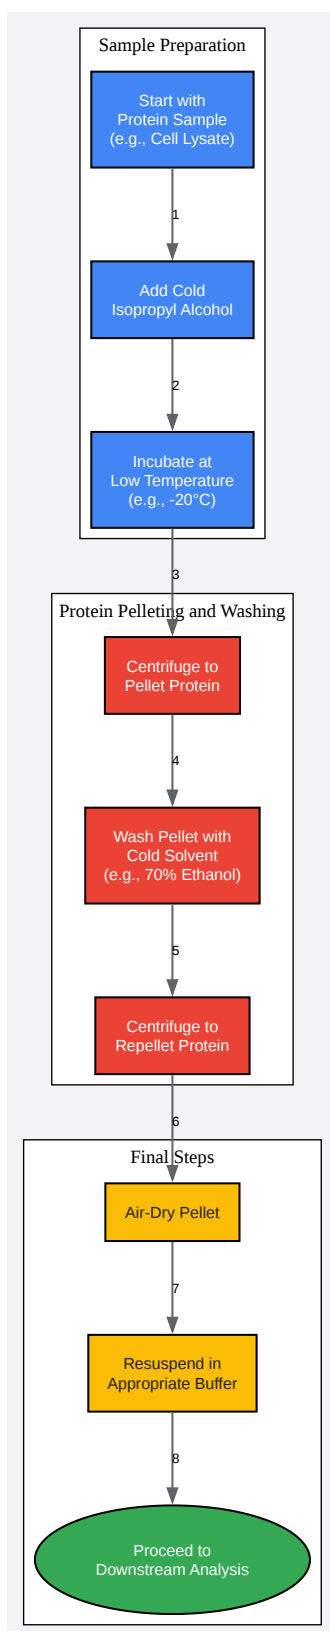 Sample Preparation
Start with
Protein Sample
(e.g., Cell Lysate)
1
Add Cold
Isopropyl Alcohol
2
Incubate at
Low Temperature
(e.g., -20°C)
3
Protein Pelleting and Washing
Centrifuge to
Pellet Protein
4
Wash Pellet with
Cold Solvent
(e.g., 70% Ethanol)
5
Centrifuge to
Repellet Protein
6
Final Steps
Air-Dry Pellet
7
Resuspend in
Appropriate Buffer
8
Proceed to
Downstream Analysis